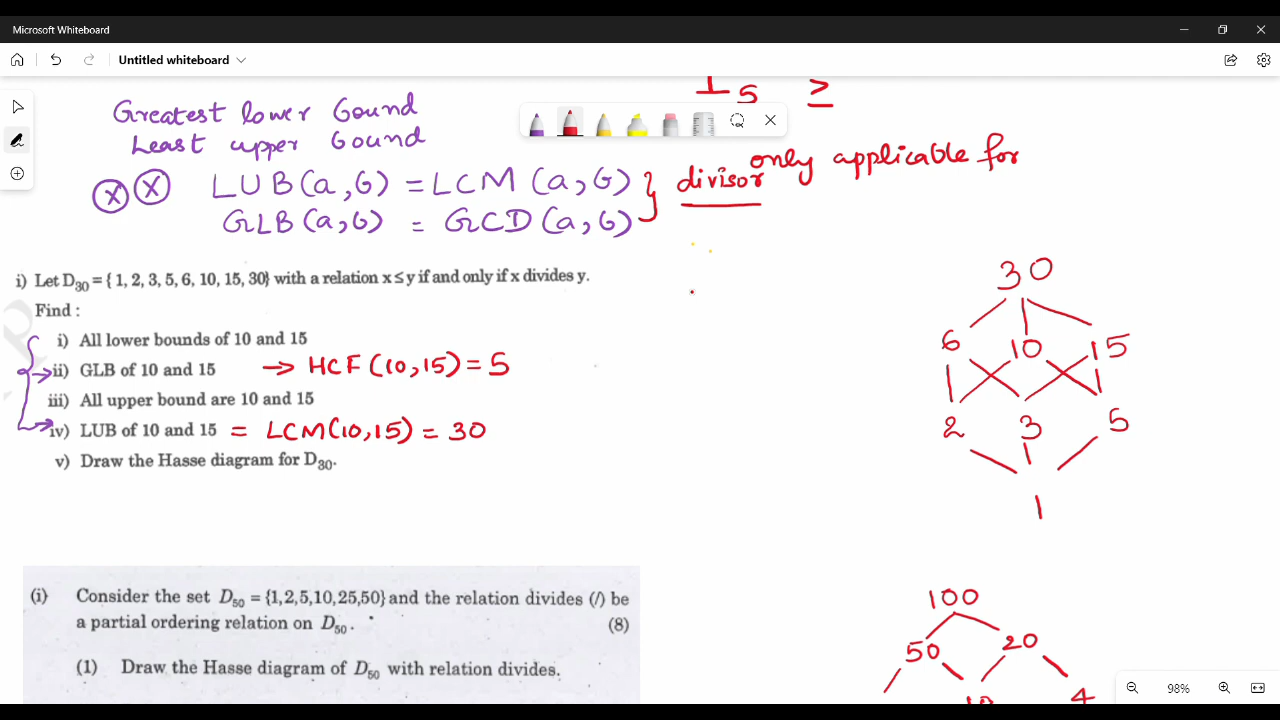 Microsoft Whiteboard
Untitled whiteboard
I5 ≥
Greatest lower bound
Least upper bound
only applicable for
LUB(a,b) = LCM(a,b) } divisor
GLB(a,b) = GCD(a,b)
i) Let D30 = { 1, 2, 3, 5, 6, 10, 15, 30} with a relation x ≤ y if and only if x divides y.
Find :
i) All lower bounds of 10 and 15
ii) GLB of 10 and 15 → HCF(10,15) = 5
iii) All upper bound are 10 and 15
iv) LUB of 10 and 15 = LCM(10,15) = 30
v) Draw the Hasse diagram for D30.
30
6 10 15
2 3 5
1
(i) Consider the set D50 = {1,2,5,10,25,50} and the relation divides (/) be
a partial ordering relation on D50. (8)
(1) Draw the Hasse diagram of D50 with relation divides.
100
50 20
10 4
98%